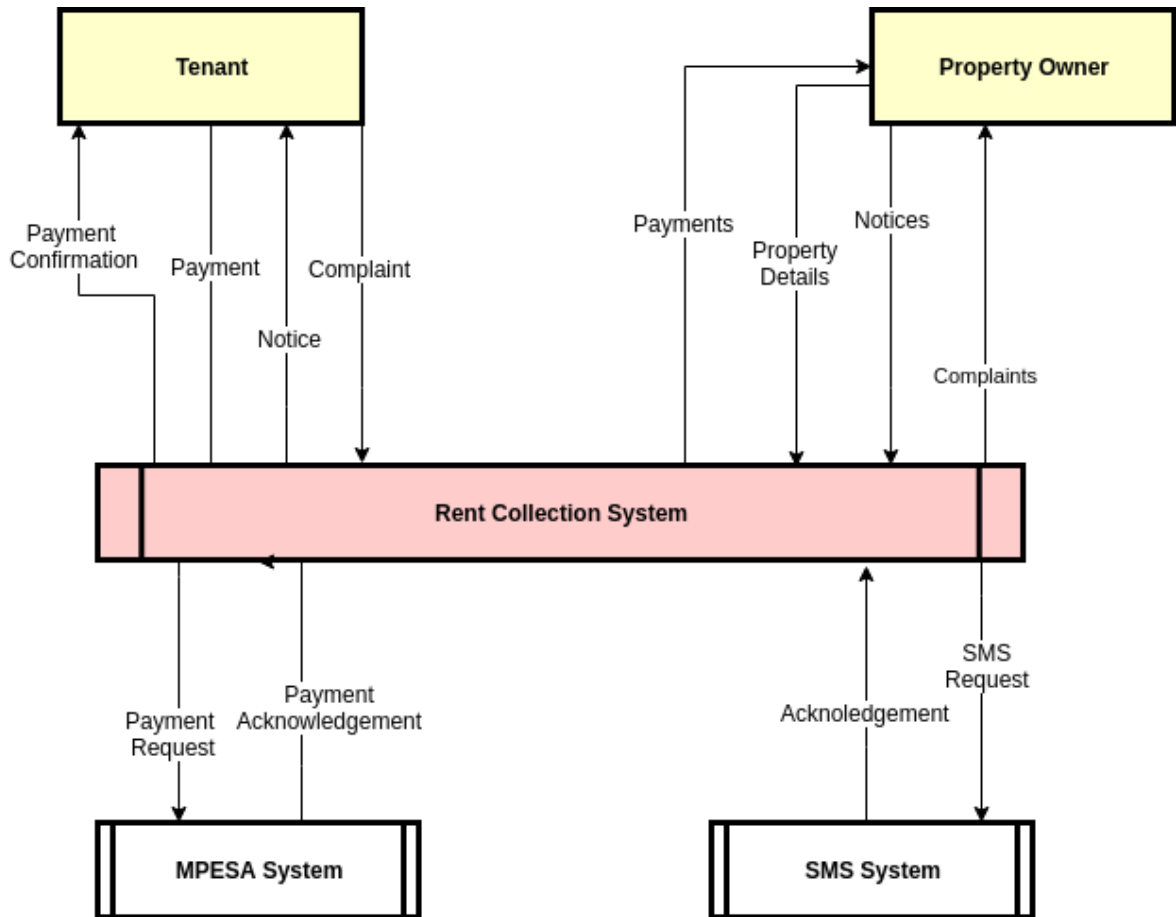 Tenant
Property Owner
Payment
Confirmation
Payment
Complaint
Notice
Payments
Property
Details
Notices
Complaints
Rent Collection System
Payment
Request
Payment
Acknowledgement
Acknoledgement
SMS
Request
MPESA System
SMS System